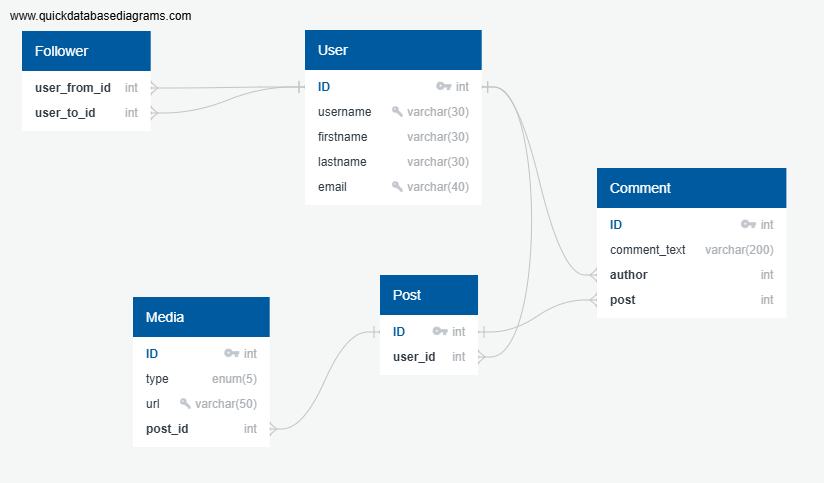 www.quickdatabasediagrams.com
Follower
user_from_id int
user_to_id int
User
ID int
username varchar(30)
firstname varchar(30)
lastname varchar(30)
email varchar(40)
Comment
ID int
comment_text varchar(200)
author int
post int
Post
ID int
user_id int
Media
ID int
type enum(5)
url varchar(50)
post_id int